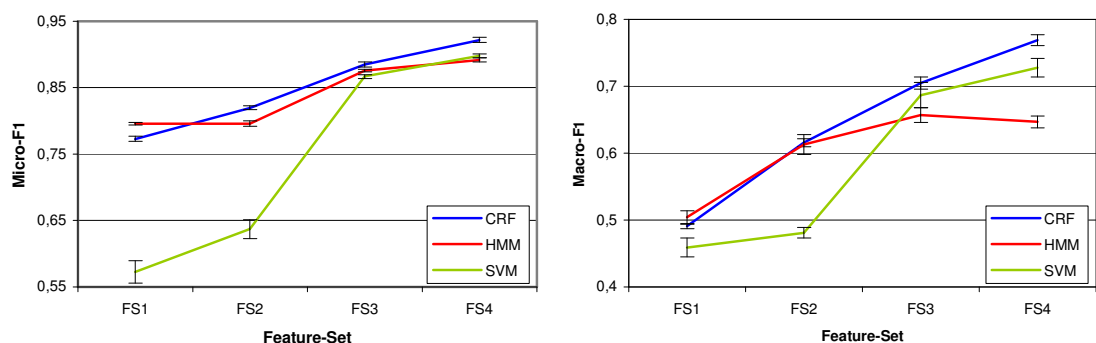 0,95
0,85
0,75
0,65
0,55
Micro-F1
CRF
HMM
SVM
FS1 FS2 FS3 FS4
Feature-Set
0,8
0,7
0,6
0,5
0,4
Macro-F1
CRF
HMM
SVM
FS1 FS2 FS3 FS4
Feature-Set